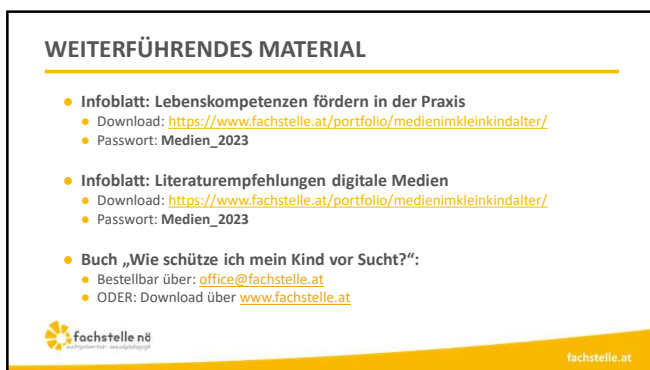 WEITERFÜHRENDES MATERIAL
Infoblatt: Lebenskompetenzen fördern in der Praxis
Download: https://www.fachstelle.at/portfolio/medienimkleinkindalter/
Passwort: Medien_2023
Infoblatt: Literaturempfehlungen digitale Medien
Download: https://www.fachstelle.at/portfolio/medienimkleinkindalter/
Passwort: Medien_2023
Buch „Wie schütze ich mein Kind vor Sucht?“:
Bestellbar über: office@fachstelle.at
ODER: Download über www.fachstelle.at
fachstelle nö
suchtprävention · sexualpädagogik
fachstelle.at